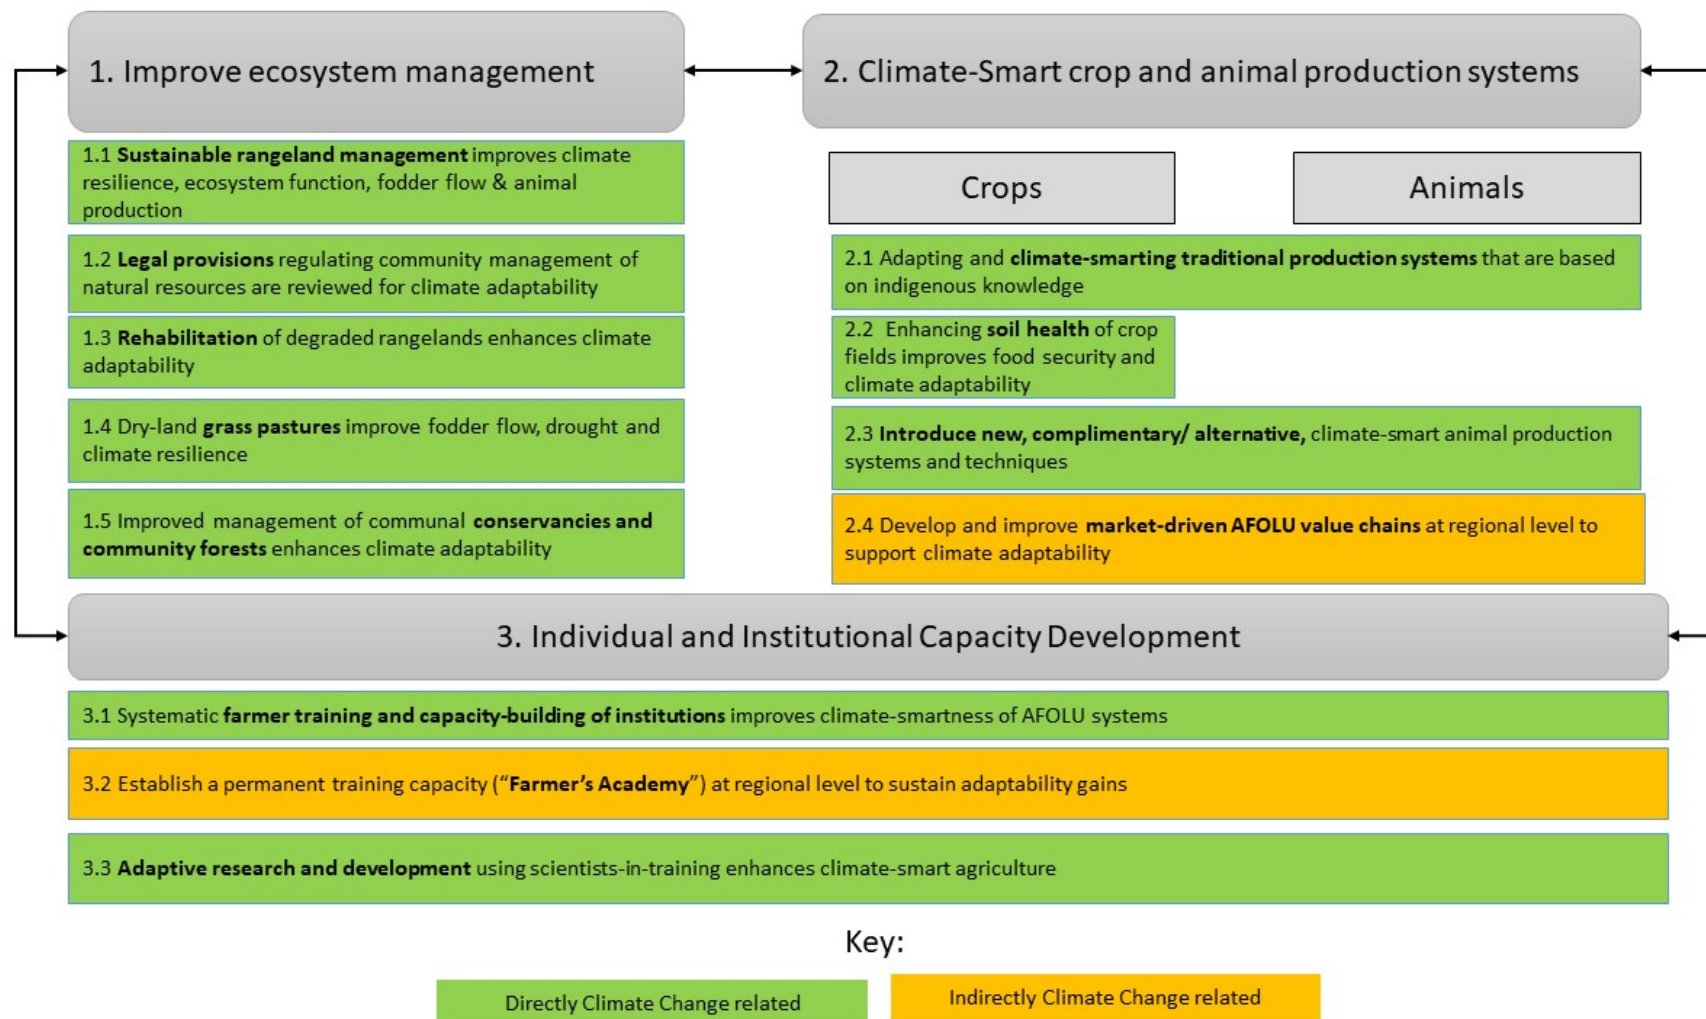 1. Improve ecosystem management
2. Climate-Smart crop and animal production systems
1.1 Sustainable rangeland management improves climate
resilience, ecosystem function, fodder flow & animal
production
1.2 Legal provisions regulating community management of
natural resources are reviewed for climate adaptability
1.3 Rehabilitation of degraded rangelands enhances climate
adaptability
1.4 Dry-land grass pastures improve fodder flow, drought and
climate resilience
1.5 Improved management of communal conservancies and
community forests enhances climate adaptability
Crops
Animals
2.1 Adapting and climate-smarting traditional production systems that are based
on indigenous knowledge
2.2 Enhancing soil health of crop
fields improves food security and
climate adaptability
2.3 Introduce new, complimentary/ alternative, climate-smart animal production
systems and techniques
2.4 Develop and improve market-driven AFOLU value chains at regional level to
support climate adaptability
3. Individual and Institutional Capacity Development
3.1 Systematic farmer training and capacity-building of institutions improves climate-smartness of AFOLU systems
3.2 Establish a permanent training capacity (“Farmer’s Academy”) at regional level to sustain adaptability gains
3.3 Adaptive research and development using scientists-in-training enhances climate-smart agriculture
Key:
Directly Climate Change related
Indirectly Climate Change related